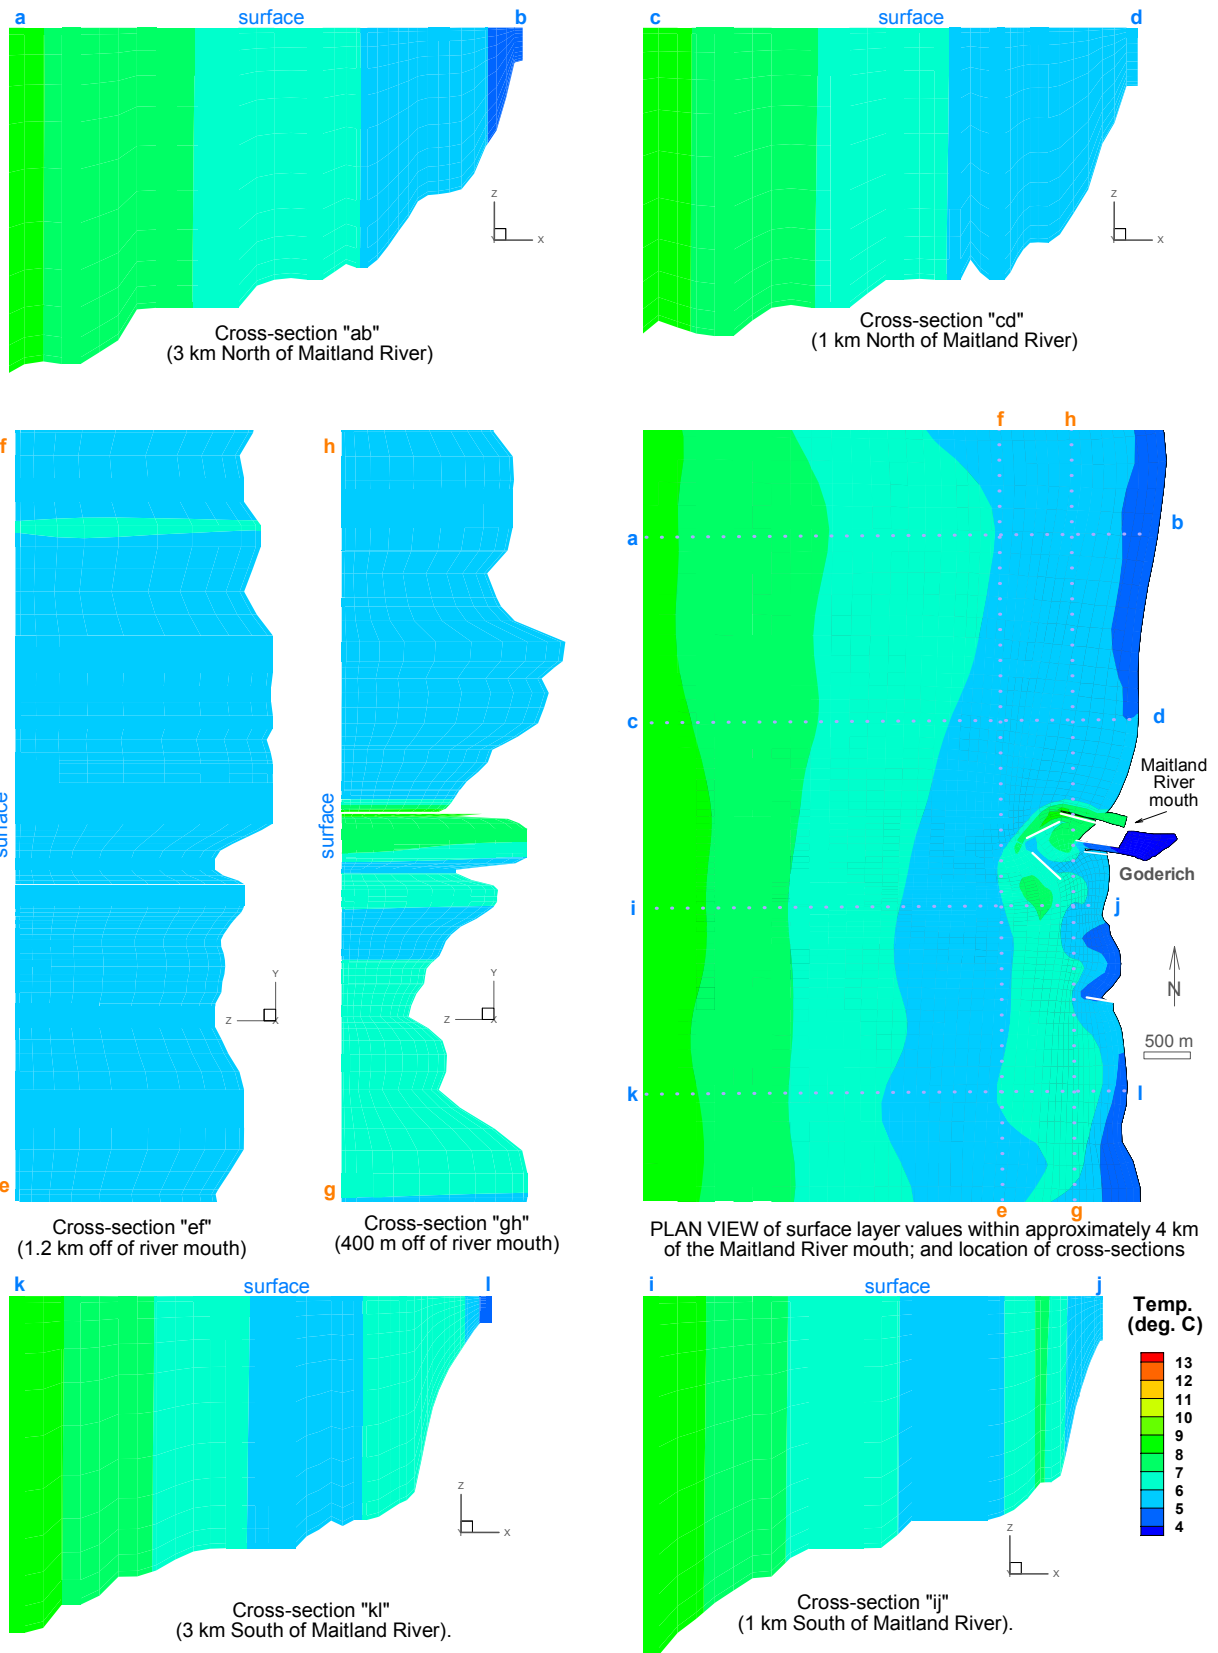 a surface b
c surface d
Z
Y X
Z
Y X
Cross-section "ab"
(3 km North of Maitland River)
Cross-section "cd"
(1 km North of Maitland River)
f
surface
e
Y
Z X
Cross-section "ef"
(1.2 km off of river mouth)
h
surface
g
Y
Z X
Cross-section "gh"
(400 m off of river mouth)
f h
a b
c d
Maitland
River
mouth
Goderich
i j
N
500 m
k l
e g
PLAN VIEW of surface layer values within approximately 4 km
of the Maitland River mouth; and location of cross-sections
k surface l
Z
Y X
Cross-section "kl"
(3 km South of Maitland River).
i surface j
Z
Y X
Cross-section "ij"
(1 km South of Maitland River).
Temp.
(deg. C)
13
12
11
10
9
8
7
6
5
4